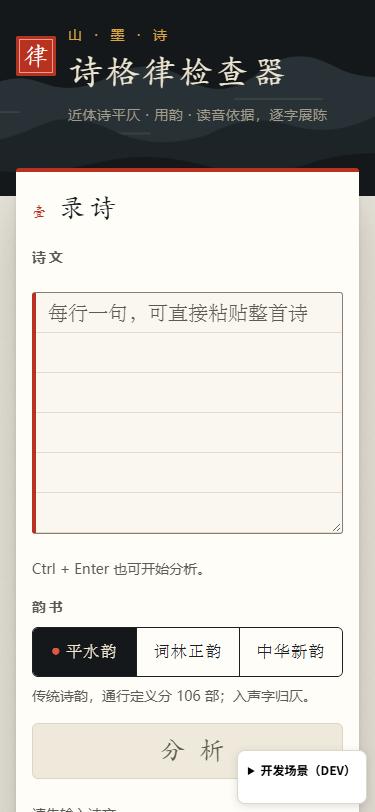 律
山 · 墨 · 诗
诗格律检查器
近体诗平仄 · 用韵 · 读音依据，逐字展陈
壹 录诗
诗文
每行一句，可直接粘贴整首诗
Ctrl + Enter 也可开始分析。
韵书
平水韵 词林正韵 中华新韵
传统诗韵，通行定义分 106 部；入声字归仄。
分 析
▶ 开发场景（DEV）